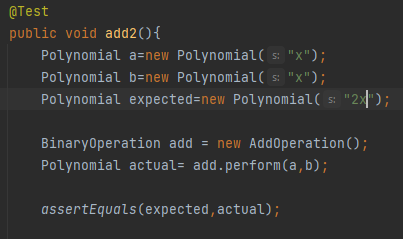 @Test
public void add2(){
Polynomial a=new Polynomial( s: "x");
Polynomial b=new Polynomial( s: "x");
Polynomial expected=new Polynomial( s: "2x");
BinaryOperation add = new AddOperation();
Polynomial actual= add.perform(a,b);
assertEquals(expected,actual);